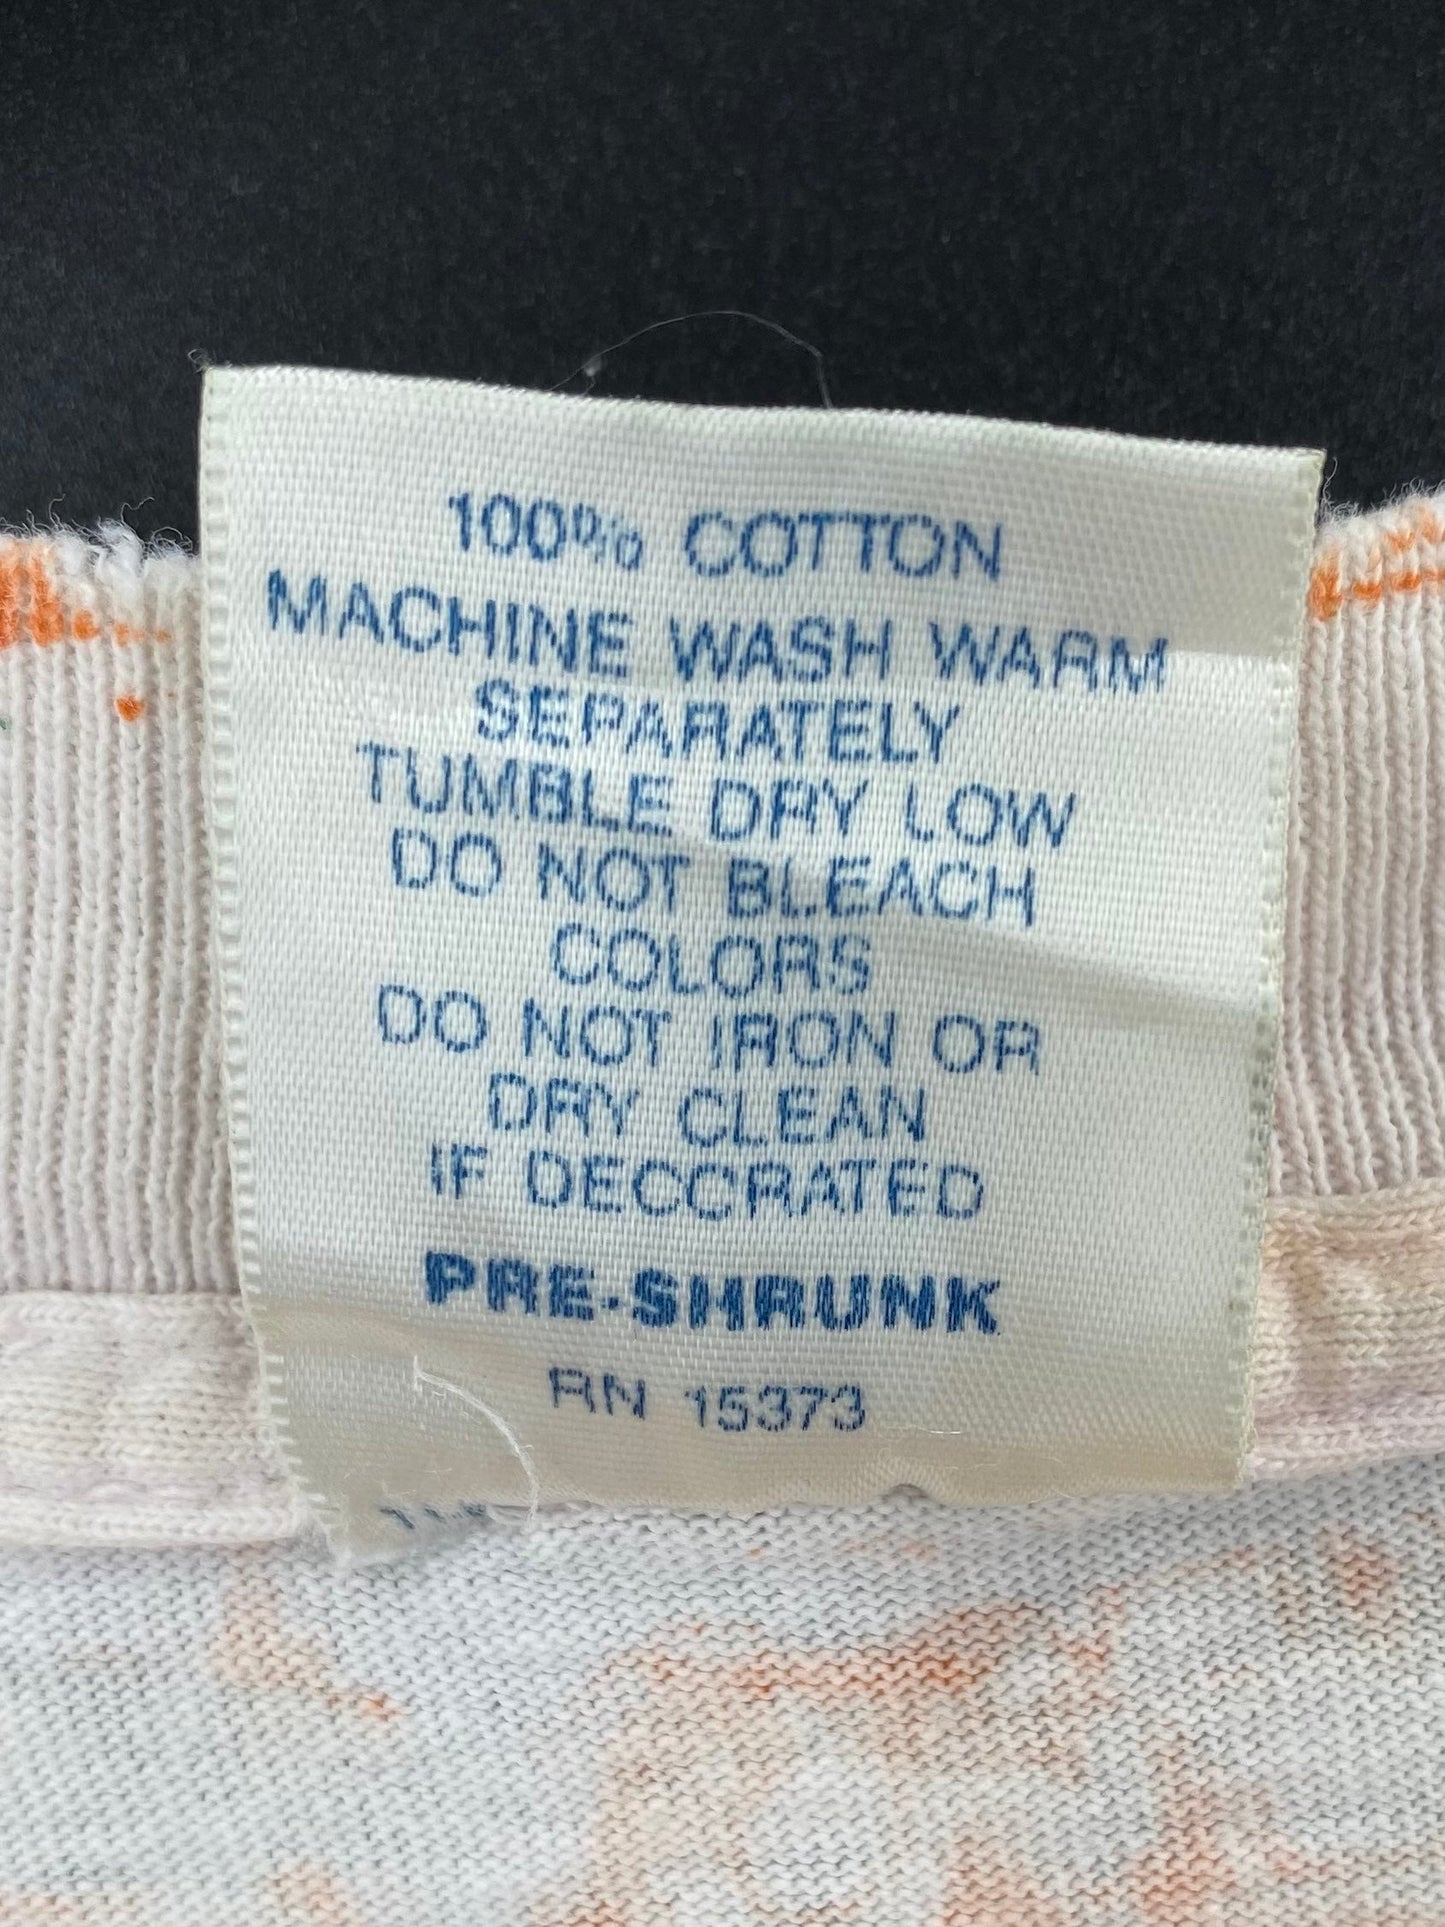 100% COTTON
MACHINE WASH WARM
SEPARATELY
TUMBLE DRY LOW
DO NOT BLEACH
COLORS
DO NOT IRON OR
DRY CLEAN
IF DECORATED
PRE-SHRUNK
RN 15373